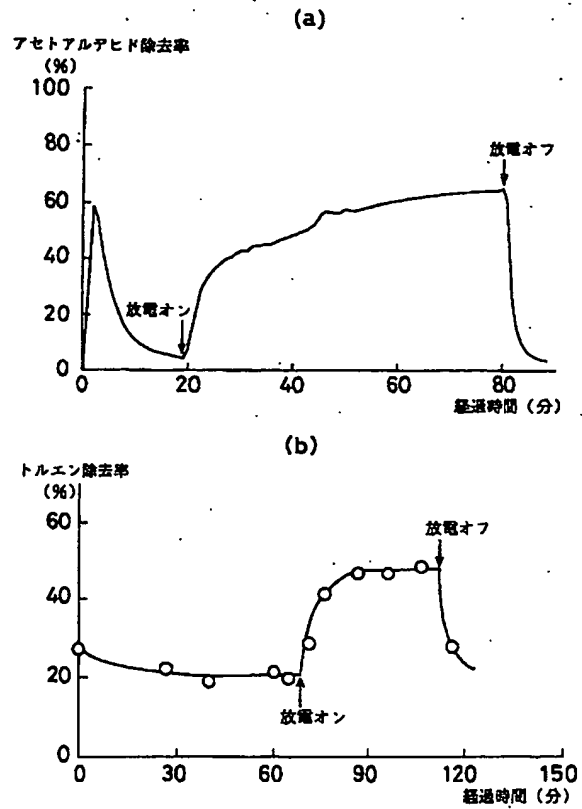 (a)
アセトアルデヒド除去率
(%)
100
80
60
40
20
0
放電オン
放電オフ
0 20 40 60 80
経過時間 (分)
(b)
トルエン除去率
(%)
60
40
20
0
放電オフ
放電オン
0 30 60 90 120 150
経過時間 (分)